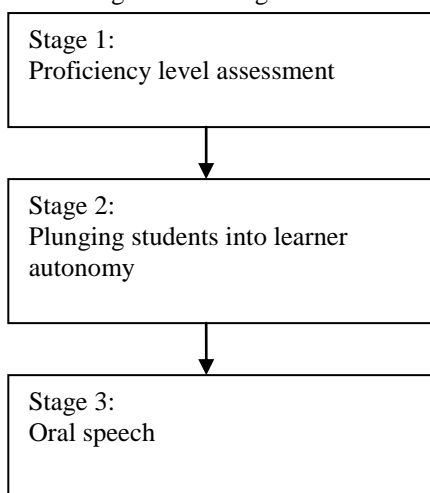 Stage 1:
Proficiency level assessment
Stage 2:
Plunging students into learner
autonomy
Stage 3:
Oral speech